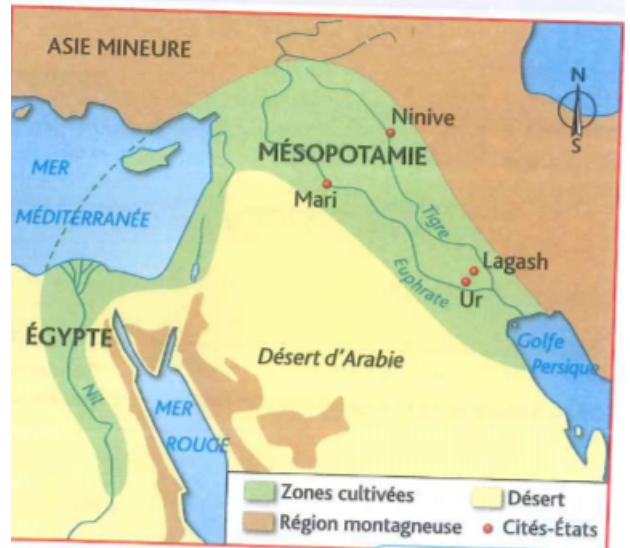 ASIE MINEURE
N
S
Ninive
MÉSOPOTAMIE
MER
MÉDITERRANÉE
Mari
Tigre
Lagash
Euphrate
Ur
ÉGYPTE
Golfe
Persique
Désert d'Arabie
Nil
MER
ROUGE
Zones cultivées
Désert
Région montagneuse
Cités-États